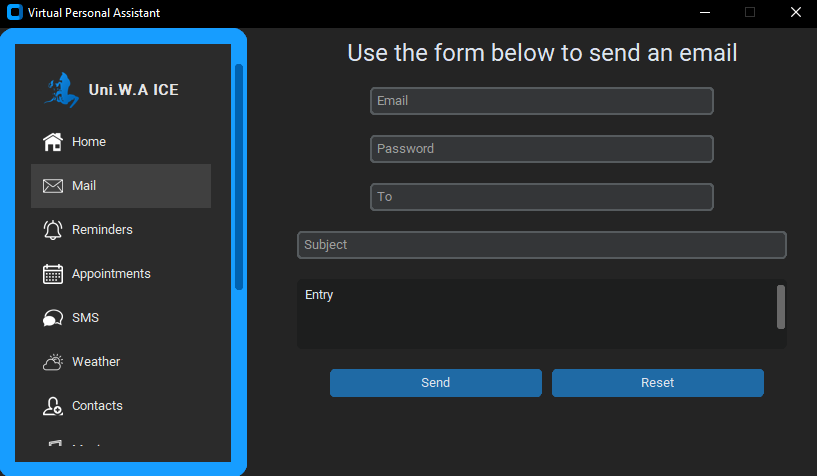 Virtual Personal Assistant
Uni.W.A ICE
Home
Mail
Reminders
Appointments
SMS
Weather
Contacts
Use the form below to send an email
Email
Password
To
Subject
Entry
Send
Reset